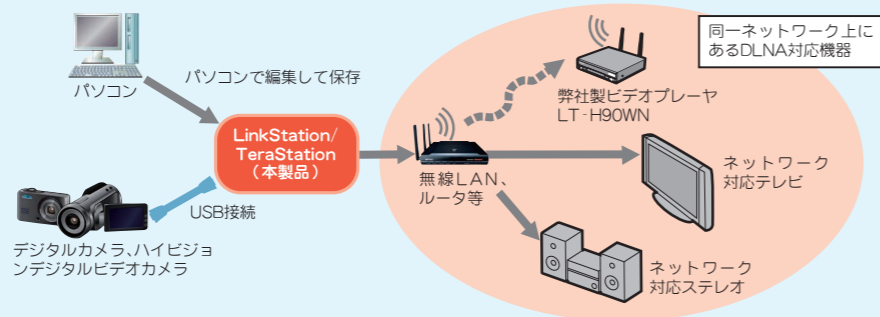 パソコン
パソコンで編集して保存
LinkStation/
TeraStation
（本製品）
USB接続
デジタルカメラ、ハイビジョ
ンデジタルビデオカメラ
同一ネットワーク上に
あるDLNA対応機器
弊社製ビデオプレーヤ
LT-H90WN
無線LAN、
ルータ等
ネットワーク
対応テレビ
ネットワーク
対応ステレオ